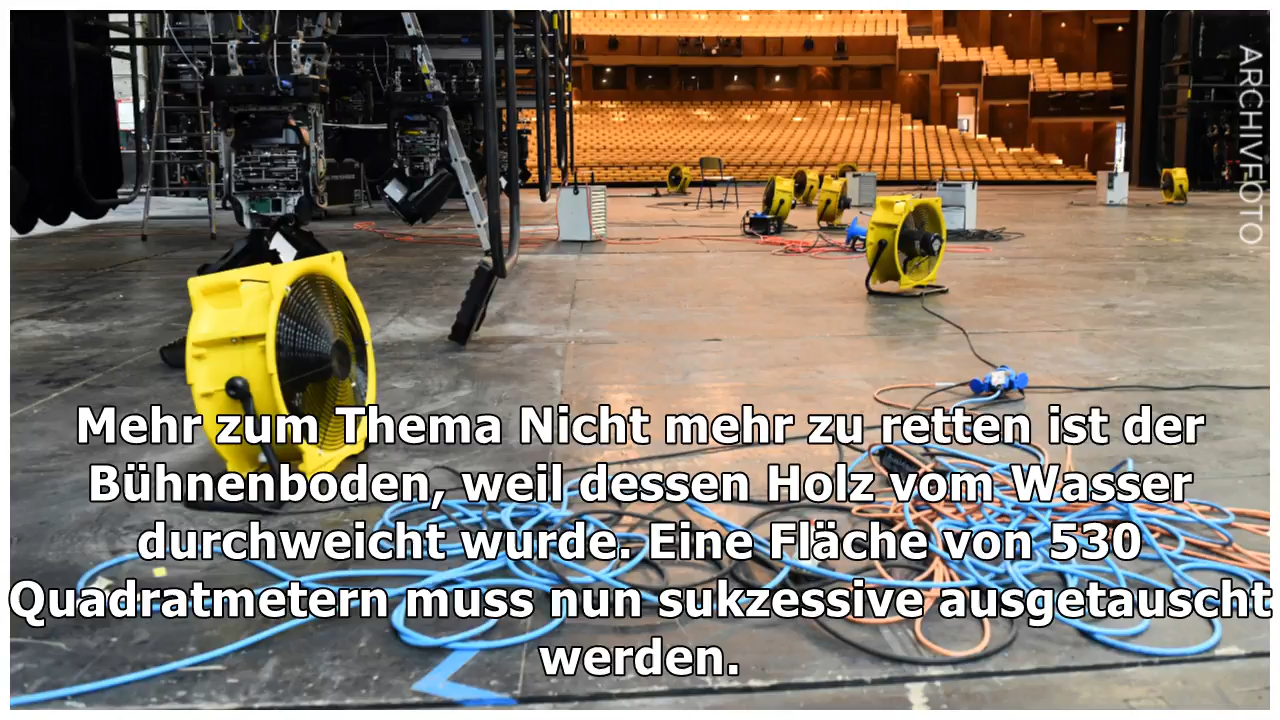 ARCHIVFOTO
Mehr zum Thema Nicht mehr zu retten ist der
Bühnenboden, weil dessen Holz vom Wasser
durchweicht wurde. Eine Fläche von 530
Quadratmetern muss nun sukzessive ausgetauscht
werden.